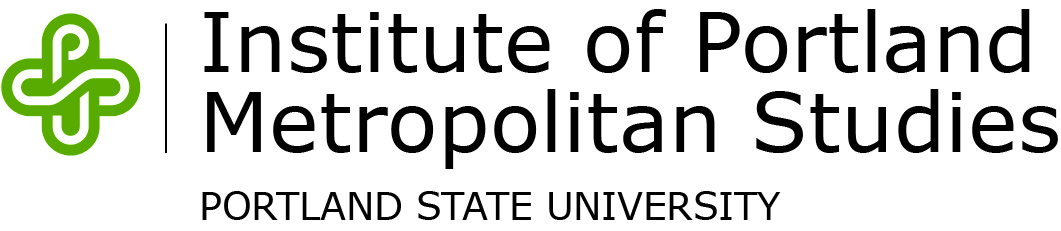 Institute of Portland
Metropolitan Studies
PORTLAND STATE UNIVERSITY